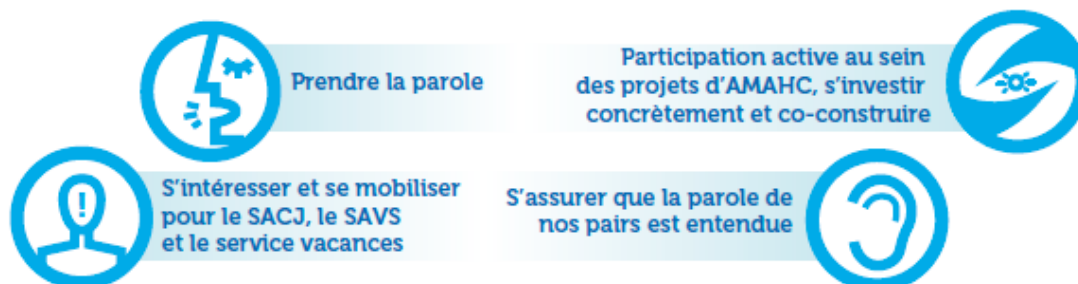 Prendre la parole
Participation active au sein
des projets d'AMAHC, s'investir
concrètement et co-construire
S'intéresser et se mobiliser
pour le SACJ, le SAVS
et le service vacances
S'assurer que la parole de
nos pairs est entendue